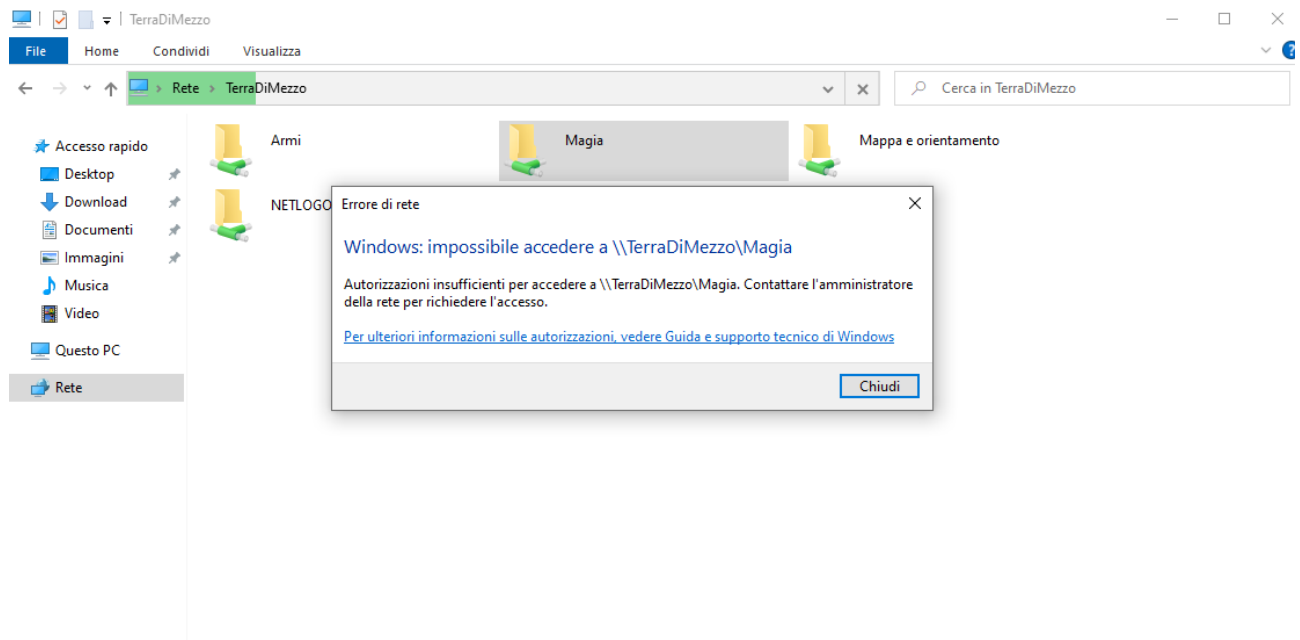 TerraDiMezzo
File Home Condividi Visualizza
?
Rete TerraDiMezzo
Cerca in TerraDiMezzo
Accesso rapido
Desktop
Download
Documenti
Immagini
Musica
Video
Questo PC
Rete
Armi
Magia
Mappa e orientamento
NETLOGO
Errore di rete
Windows: impossibile accedere a \\TerraDiMezzo\Magia
Autorizzazioni insufficienti per accedere a \\TerraDiMezzo\Magia. Contattare l'amministratore
della rete per richiedere l'accesso.
Per ulteriori informazioni sulle autorizzazioni, vedere Guida e supporto tecnico di Windows
Chiudi